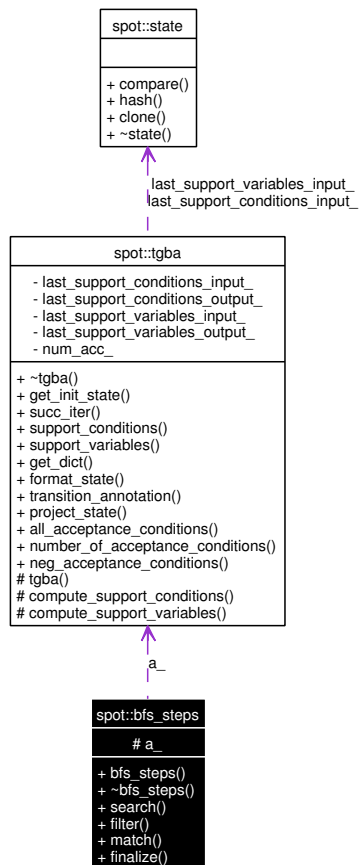 spot::state
+ compare()
+ hash()
+ clone()
+ ~state()
last_support_variables_input_
last_support_conditions_input_
spot::tgba
- last_support_conditions_input_
- last_support_conditions_output_
- last_support_variables_input_
- last_support_variables_output_
- num_acc_
+ ~tgba()
+ get_init_state()
+ succ_iter()
+ support_conditions()
+ support_variables()
+ get_dict()
+ format_state()
+ transition_annotation()
+ project_state()
+ all_acceptance_conditions()
+ number_of_acceptance_conditions()
+ neg_acceptance_conditions()
# tgba()
# compute_support_conditions()
# compute_support_variables()
a_
spot::bfs_steps
# a_
+ bfs_steps()
+ ~bfs_steps()
+ search()
+ filter()
+ match()
+ finalize()